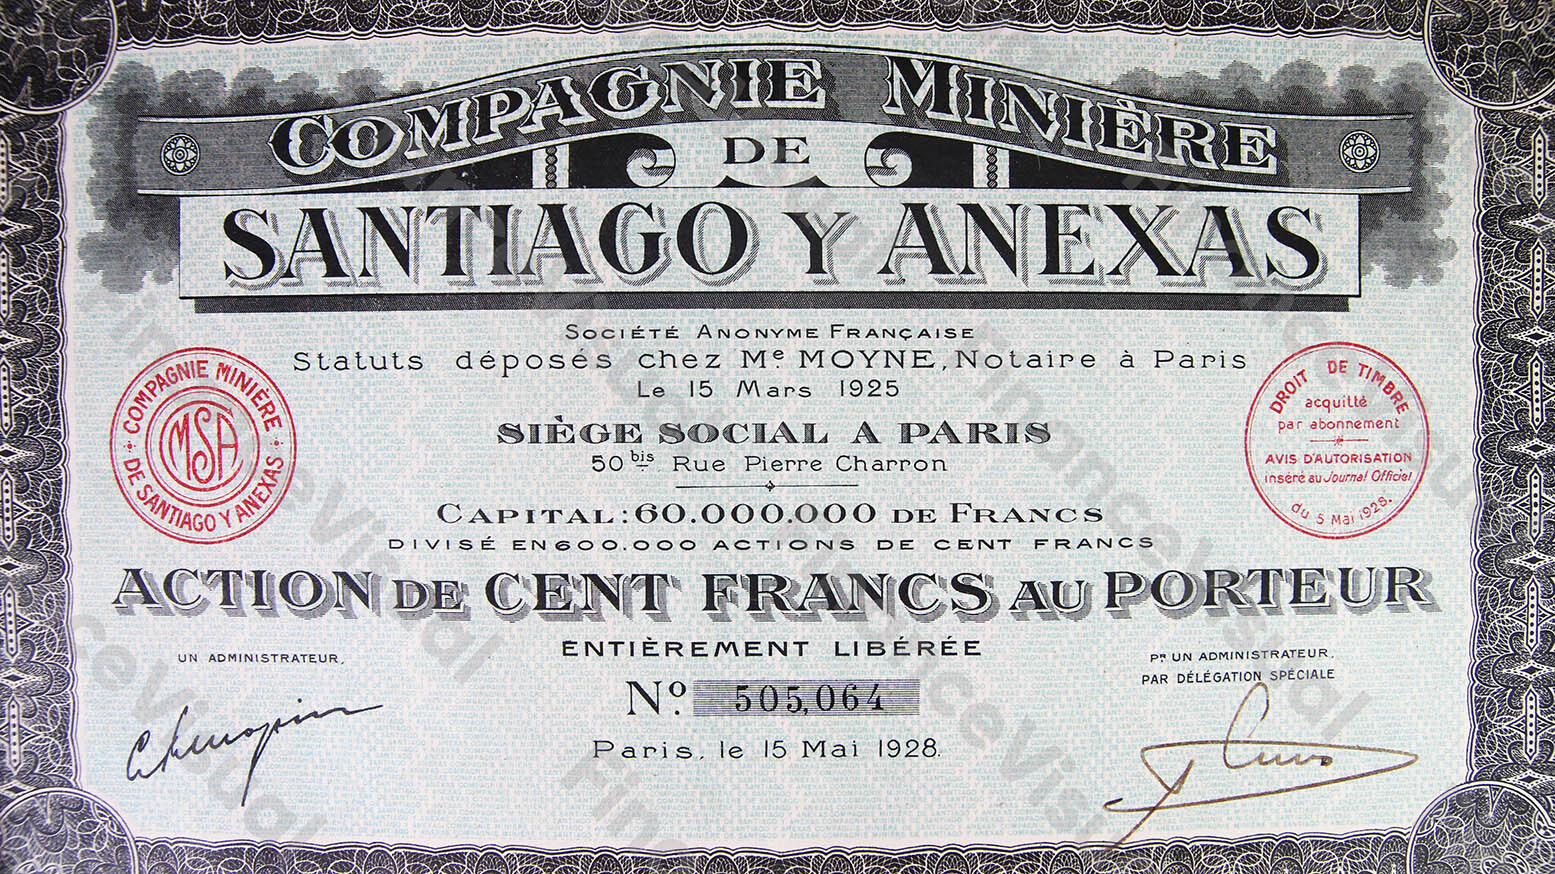 COMPAGNIE MINIÈRE
DE
SANTIAGO Y ANEXAS
SOCIÉTÉ ANONYME FRANÇAISE
Statuts déposés chez Me. MOYNE, Notaire à Paris
Le 15 Mars 1925
SIÈGE SOCIAL A PARIS
50 bis. Rue Pierre Charron
CAPITAL: 60.000.000 DE FRANCS
DIVISÉ EN 600.000 ACTIONS DE CENT FRANCS
ACTION DE CENT FRANCS AU PORTEUR
ENTIÈREMENT LIBÉRÉE
No. 505,064
Paris, le 15 Mai 1928.
COMPAGNIE MINIÈRE
DE SANTIAGO Y ANEXAS
MSA
DROIT DE TIMBRE
acquitté
par abonnement
AVIS D'AUTORISATION
inséré au Journal Officiel
du 5 Mai 1928.
UN ADMINISTRATEUR.
Pr UN ADMINISTRATEUR.
PAR DÉLÉGATION SPÉCIALE
FinanceVisual